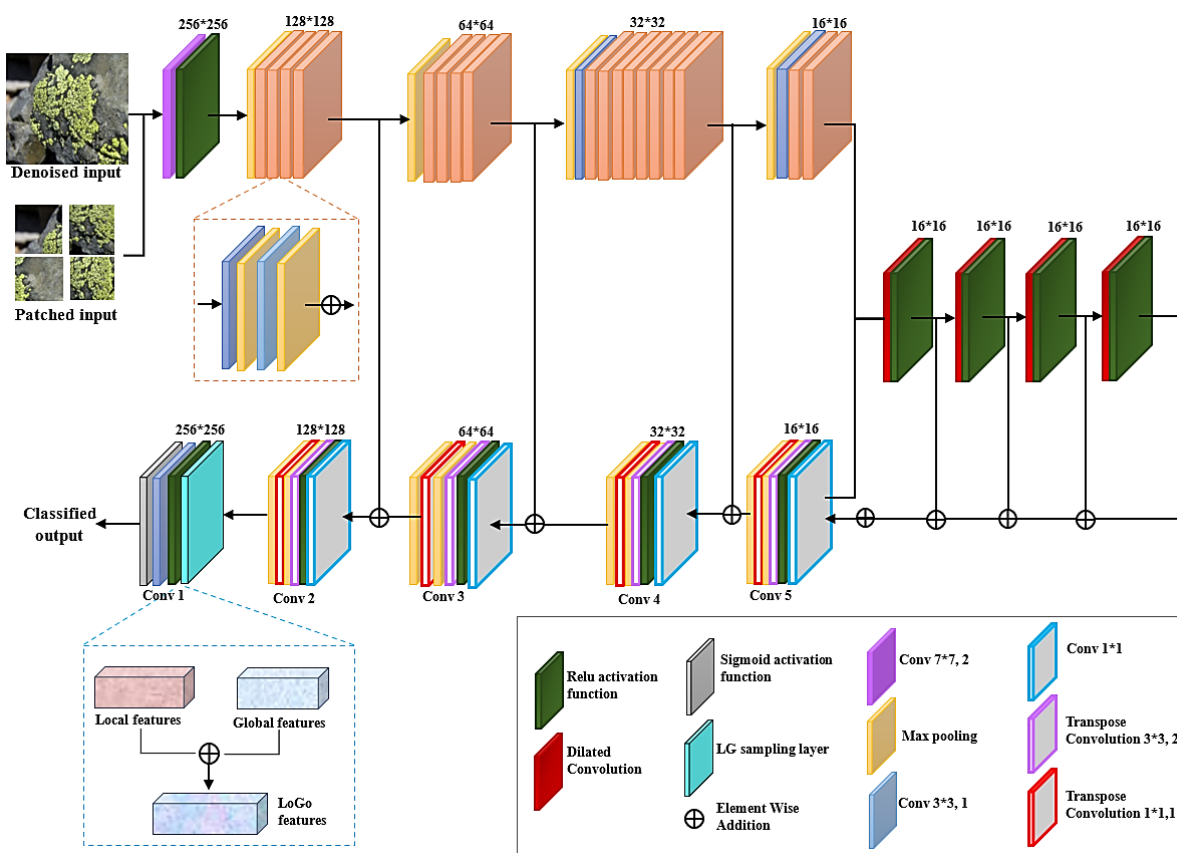 256*256
128*128
64*64
32*32
16*16
Denoised input
Patched input
16*16
16*16
16*16
16*16
256*256
128*128
64*64
32*32
16*16
Classified
output
Conv 1
Conv 2
Conv 3
Conv 4
Conv 5
Local features
Global features
LoGo
features
Relu activation
function
Sigmoid activation
function
Conv 7*7, 2
Conv 1*1
Dilated
Convolution
LG sampling layer
Max pooling
Transpose
Convolution 3*3, 2
Element Wise
Addition
Conv 3*3, 1
Transpose
Convolution 1*1,1